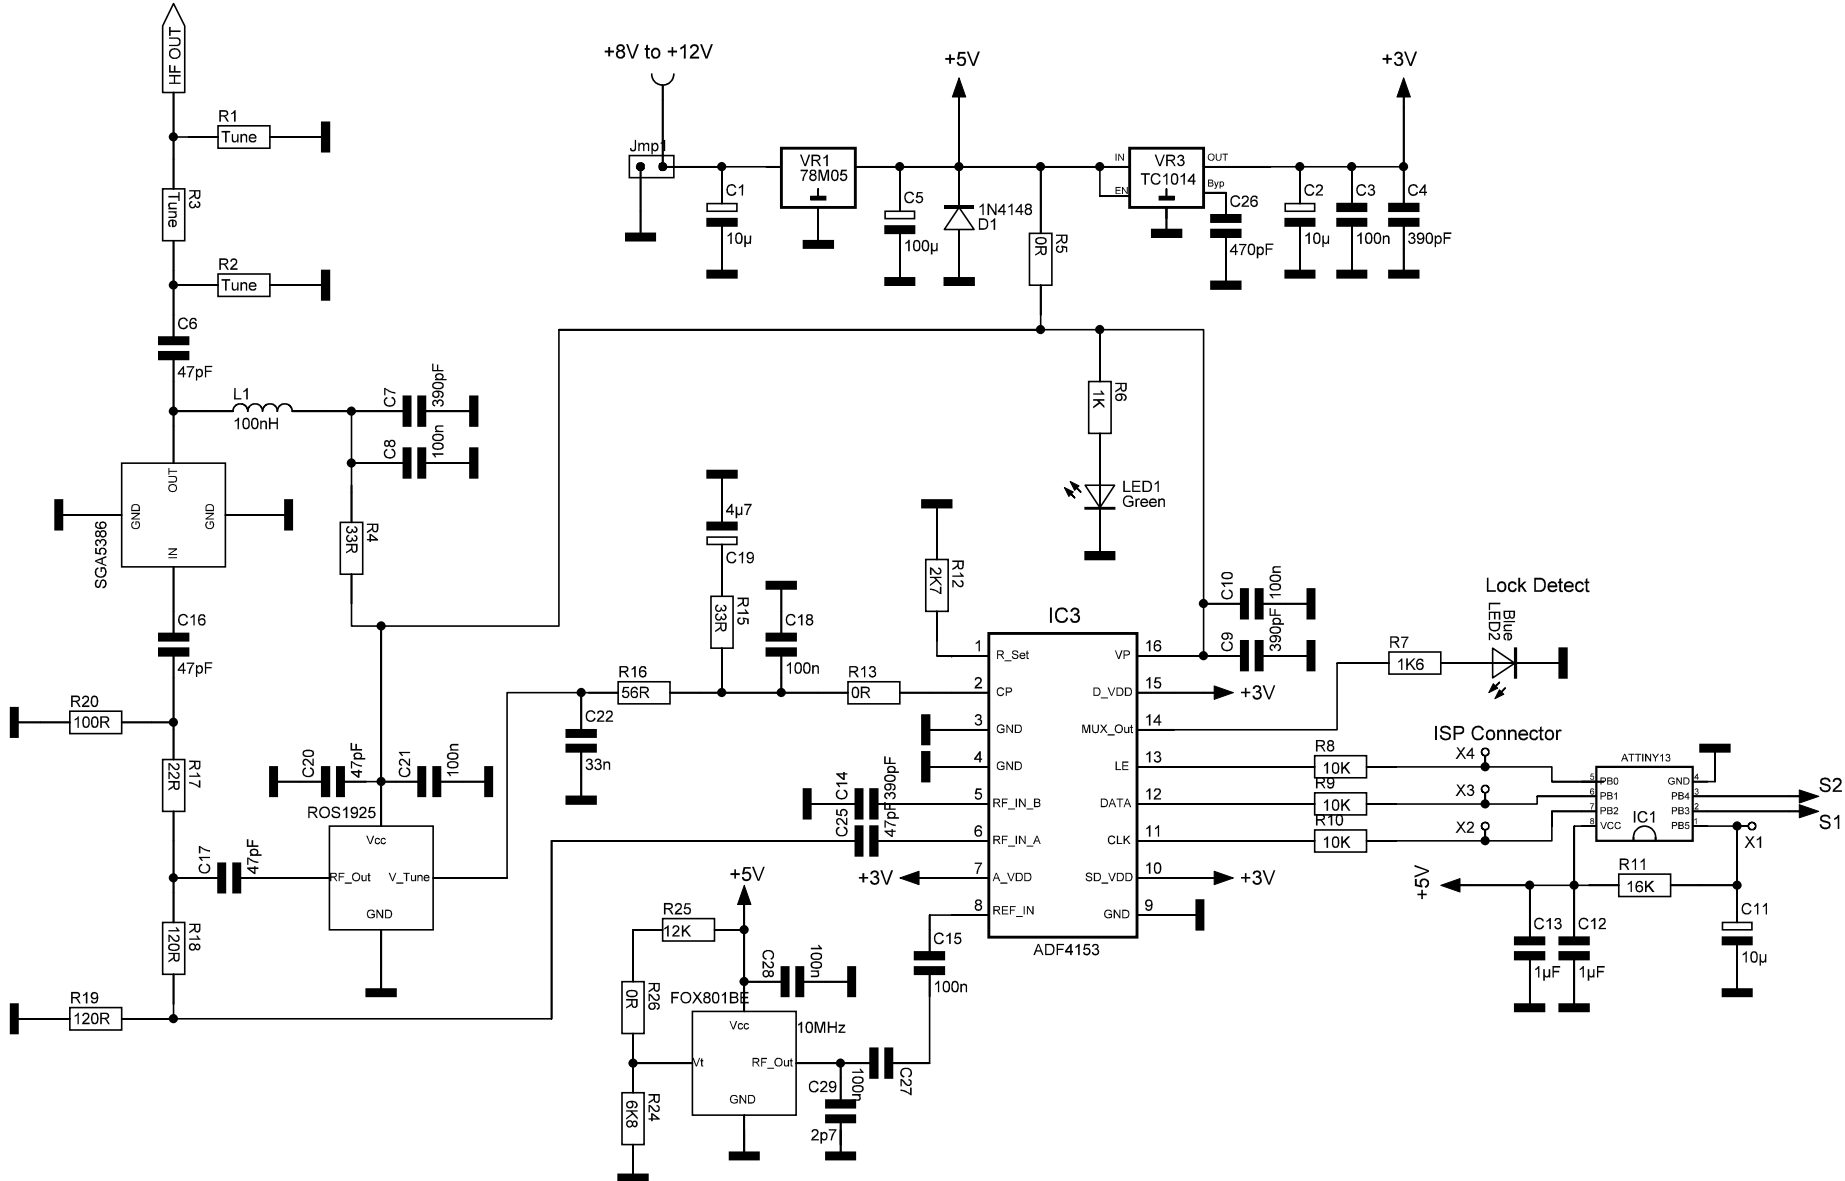 HF OUT
R1
Tune
R3
Tune
R2
Tune
C6
47pF
L1
100nH
C7
390pF
C8
100n
OUT
GND
GND
IN
SGA5386
R4
33R
C16
47pF
R20
100R
R17
22R
C20
47pF
C21
100n
ROS1925
Vcc
RF_Out
V_Tune
GND
C17
47pF
R18
120R
R19
120R
+8V to +12V
Jmp1
C1
10µ
VR1
78M05
C5
100µ
+5V
1N4148
D1
R5
0R
IN
EN
VR3
TC1014
OUT
Byp
C26
470pF
C2
10µ
C3
100n
C4
390pF
+3V
R6
1K
LED1
Green
4µ7
C19
R15
33R
C18
100n
R16
56R
C22
33n
R13
0R
R12
2K7
IC3
1
R_Set
2
CP
3
GND
4
GND
5
RF_IN_B
6
RF_IN_A
7
A_VDD
8
REF_IN
16
VP
15
D_VDD
14
MUX_Out
13
LE
12
DATA
11
CLK
10
SD_VDD
9
GND
ADF4153
C14
390pF
C25
47pF
+3V
C10
100n
C9
390pF
+3V
+3V
Lock Detect
Blue
LED2
R7
1K6
ISP Connector
R8
10K
R9
10K
R10
10K
X4
X3
X2
ATTINY13
5
PB0
6
PB1
7
PB2
8
VCC
GND
4
PB4
3
PB3
2
PB5
1
IC1
S2
S1
X1
+5V
R11
16K
C13
1µF
C12
1µF
C11
10µ
+5V
R25
12K
C28
100n
R26
0R
FOX801BE
10MHz
Vcc
Vt
RF_Out
GND
R24
6K8
C29
2p7
100n
C27
C15
100n